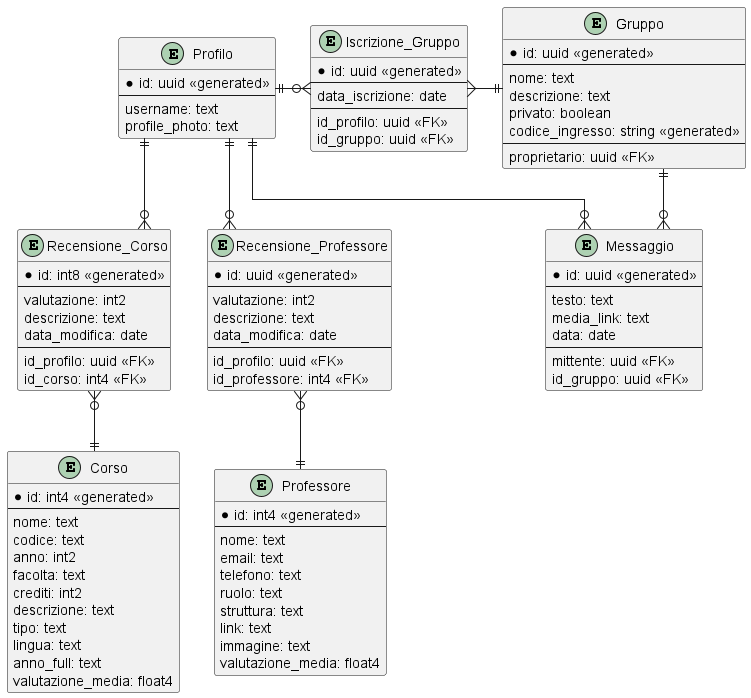 E Profilo
* id: uuid «generated»
username: text
profile_photo: text
E Iscrizione_Gruppo
* id: uuid «generated»
data_iscrizione: date
id_profilo: uuid «FK»
id_gruppo: uuid «FK»
E Gruppo
* id: uuid «generated»
nome: text
descrizione: text
privato: boolean
codice_ingresso: string «generated»
proprietario: uuid «FK»
E Recensione_Corso
* id: int8 «generated»
valutazione: int2
descrizione: text
data_modifica: date
id_profilo: uuid «FK»
id_corso: int4 «FK»
E Recensione_Professore
* id: uuid «generated»
valutazione: int2
descrizione: text
data_modifica: date
id_profilo: uuid «FK»
id_professore: int4 «FK»
E Messaggio
* id: uuid «generated»
testo: text
media_link: text
data: date
mittente: uuid «FK»
id_gruppo: uuid «FK»
E Corso
* id: int4 «generated»
nome: text
codice: text
anno: int2
facolta: text
crediti: int2
descrizione: text
tipo: text
lingua: text
anno_full: text
valutazione_media: float4
E Professore
* id: int4 «generated»
nome: text
email: text
telefono: text
ruolo: text
struttura: text
link: text
immagine: text
valutazione_media: float4